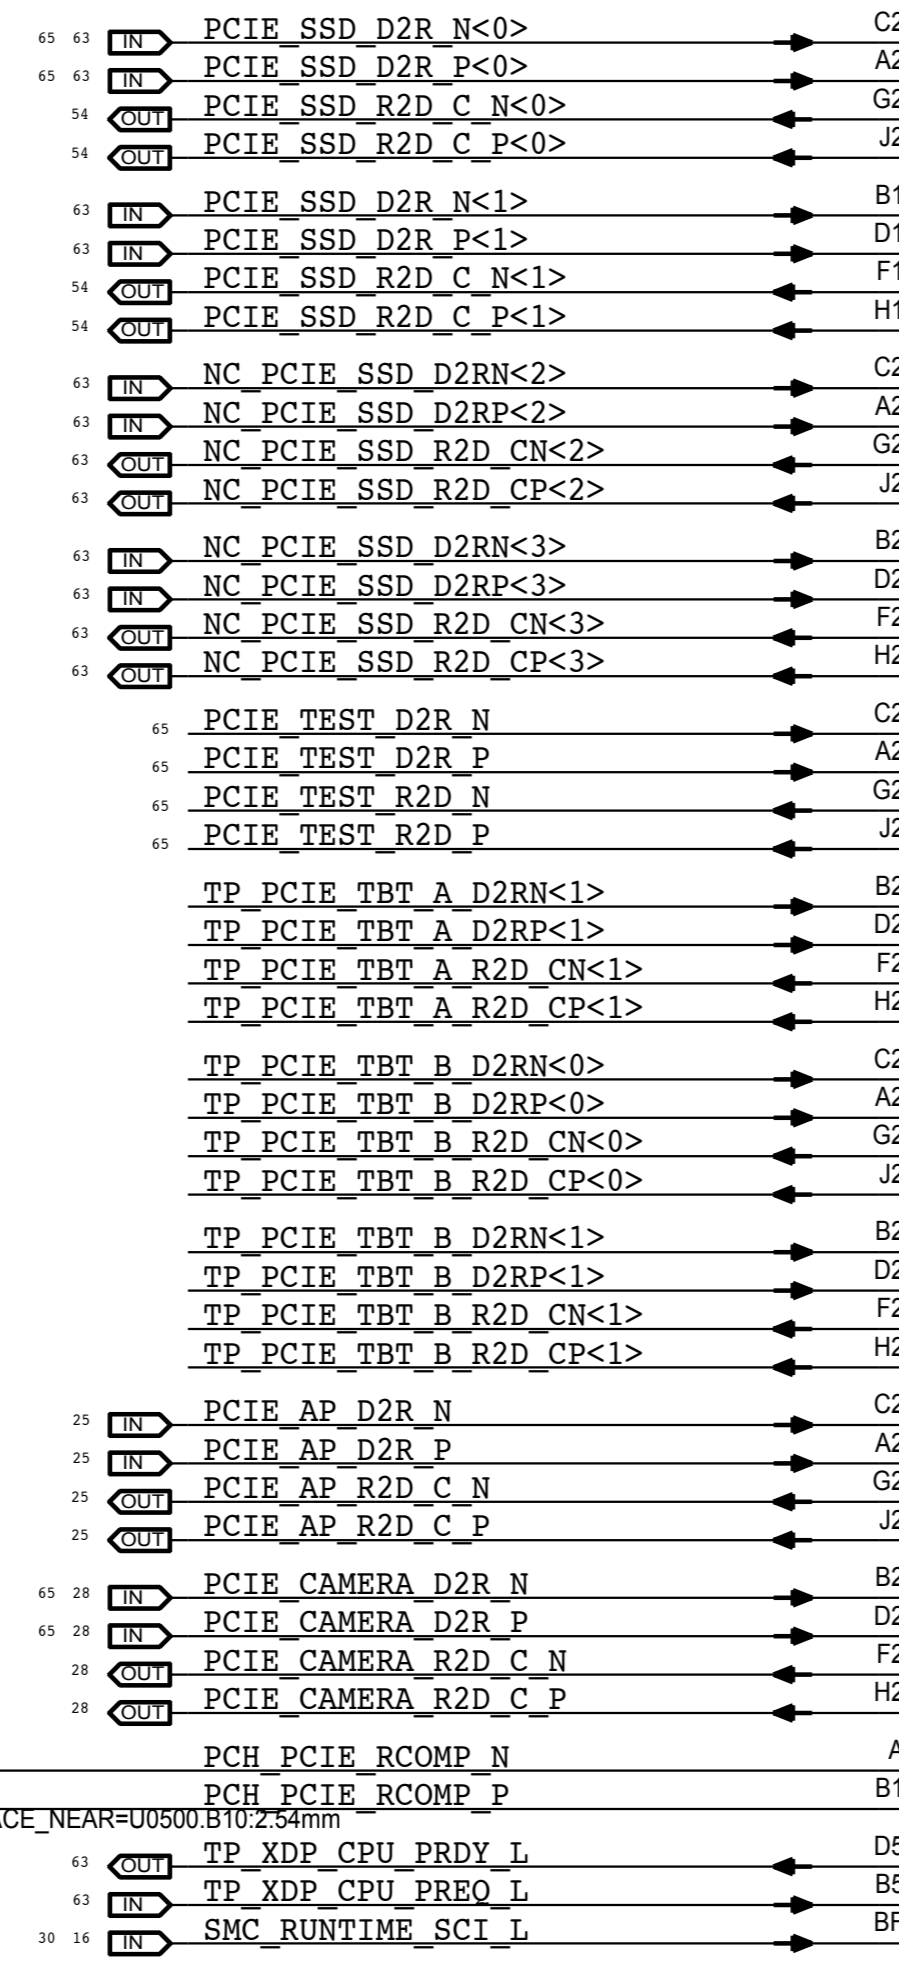 65 63 IN PCIE_SSD_D2R_N<0> C2
65 63 IN PCIE_SSD_D2R_P<0> A2
54 OUT PCIE_SSD_R2D_C_N<0> G2
54 OUT PCIE_SSD_R2D_C_P<0> J2
63 IN PCIE_SSD_D2R_N<1> B1
63 IN PCIE_SSD_D2R_P<1> D1
54 OUT PCIE_SSD_R2D_C_N<1> F1
54 OUT PCIE_SSD_R2D_C_P<1> H1
63 IN NC_PCIE_SSD_D2RN<2> C2
63 IN NC_PCIE_SSD_D2RP<2> A2
63 OUT NC_PCIE_SSD_R2D_CN<2> G2
63 OUT NC_PCIE_SSD_R2D_CP<2> J2
63 IN NC_PCIE_SSD_D2RN<3> B2
63 IN NC_PCIE_SSD_D2RP<3> D2
63 OUT NC_PCIE_SSD_R2D_CN<3> F2
63 OUT NC_PCIE_SSD_R2D_CP<3> H2
65 PCIE_TEST_D2R_N C2
65 PCIE_TEST_D2R_P A2
65 PCIE_TEST_R2D_N G2
65 PCIE_TEST_R2D_P J2
TP_PCIE_TBT_A_D2RN<1> B2
TP_PCIE_TBT_A_D2RP<1> D2
TP_PCIE_TBT_A_R2D_CN<1> F2
TP_PCIE_TBT_A_R2D_CP<1> H2
TP_PCIE_TBT_B_D2RN<0> C2
TP_PCIE_TBT_B_D2RP<0> A2
TP_PCIE_TBT_B_R2D_CN<0> G2
TP_PCIE_TBT_B_R2D_CP<0> J2
TP_PCIE_TBT_B_D2RN<1> B2
TP_PCIE_TBT_B_D2RP<1> D2
TP_PCIE_TBT_B_R2D_CN<1> F2
TP_PCIE_TBT_B_R2D_CP<1> H2
25 IN PCIE_AP_D2R_N C2
25 IN PCIE_AP_D2R_P A2
25 OUT PCIE_AP_R2D_C_N G2
25 OUT PCIE_AP_R2D_C_P J2
65 28 IN PCIE_CAMERA_D2R_N B2
65 28 IN PCIE_CAMERA_D2R_P D2
28 OUT PCIE_CAMERA_R2D_C_N F2
28 OUT PCIE_CAMERA_R2D_C_P H2
PCH_PCIE_RCOMP_N A
PCH_PCIE_RCOMP_P B1
ACE_NEAR=U0500.B10:2.54mm
63 OUT TP_XDP_CPU_PRDY_L D5
63 IN TP_XDP_CPU_PREQ_L B5
30 16 IN SMC_RUNTIME_SCI_L BF